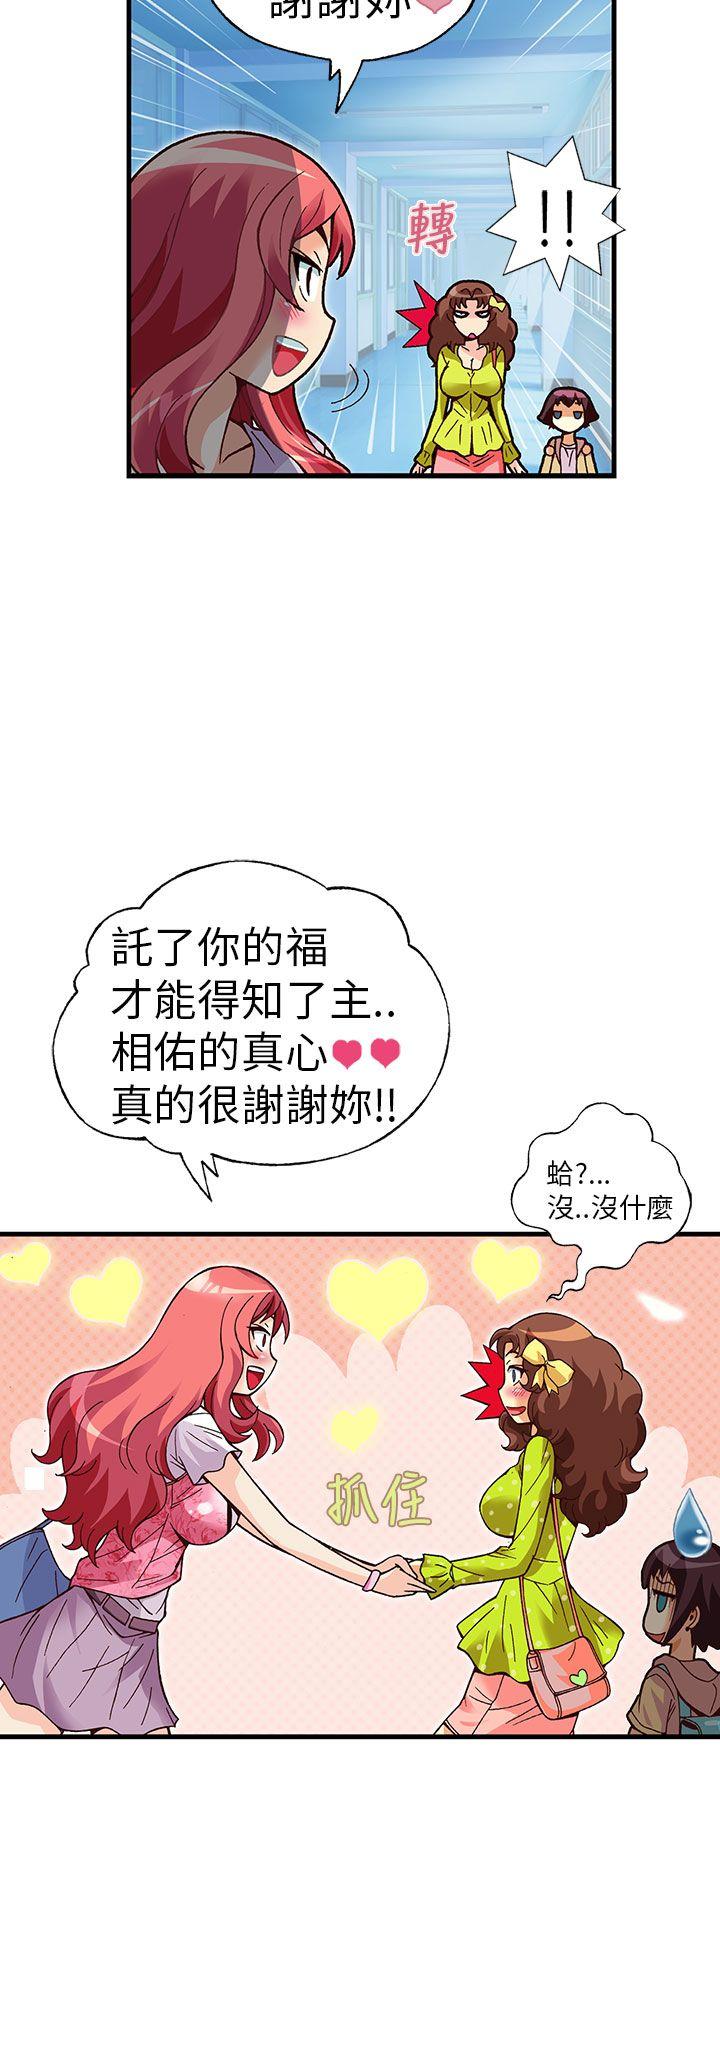 謝謝妳
轉
!!
託了你的福
才能得知了主..
相佑的真心
真的很謝謝妳!!
蛤?...
沒..沒什麼
抓住